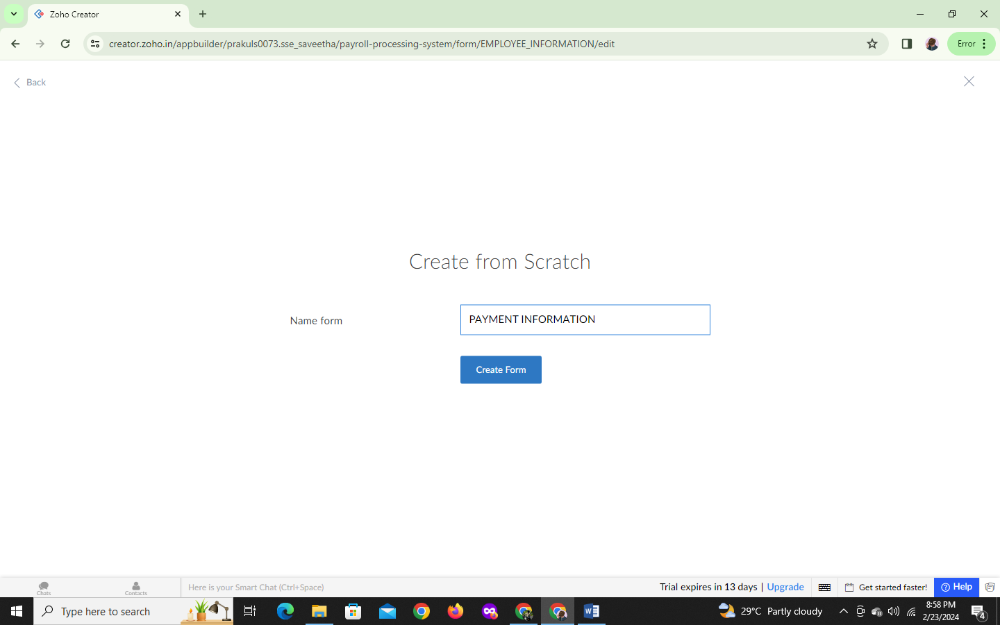 Zoho Creator
creator.zoho.in/appbuilder/prakuls0073.sse_saveetha/payroll-processing-system/form/EMPLOYEE_INFORMATION/edit
Error
Back
Create from Scratch
Name form
PAYMENT INFORMATION
Create Form
Chats
Contacts
Here is your Smart Chat (Ctrl+Space)
Trial expires in 13 days | Upgrade
Get started faster!
Help
Type here to search
29°C Partly cloudy
8:58 PM
2/23/2024
4